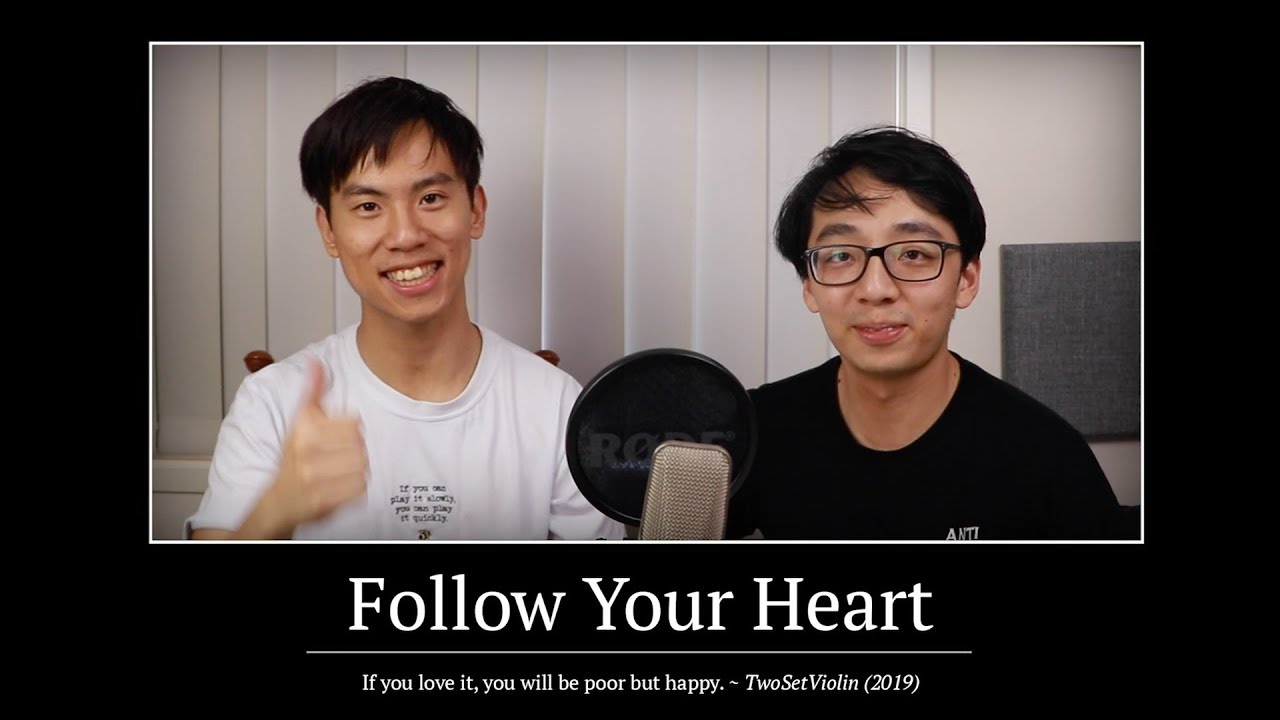 RØDE
If you can
play it slowly,
you can play
it quickly.
ANTI
Follow Your Heart
If you love it, you will be poor but happy. ~ TwoSetViolin (2019)